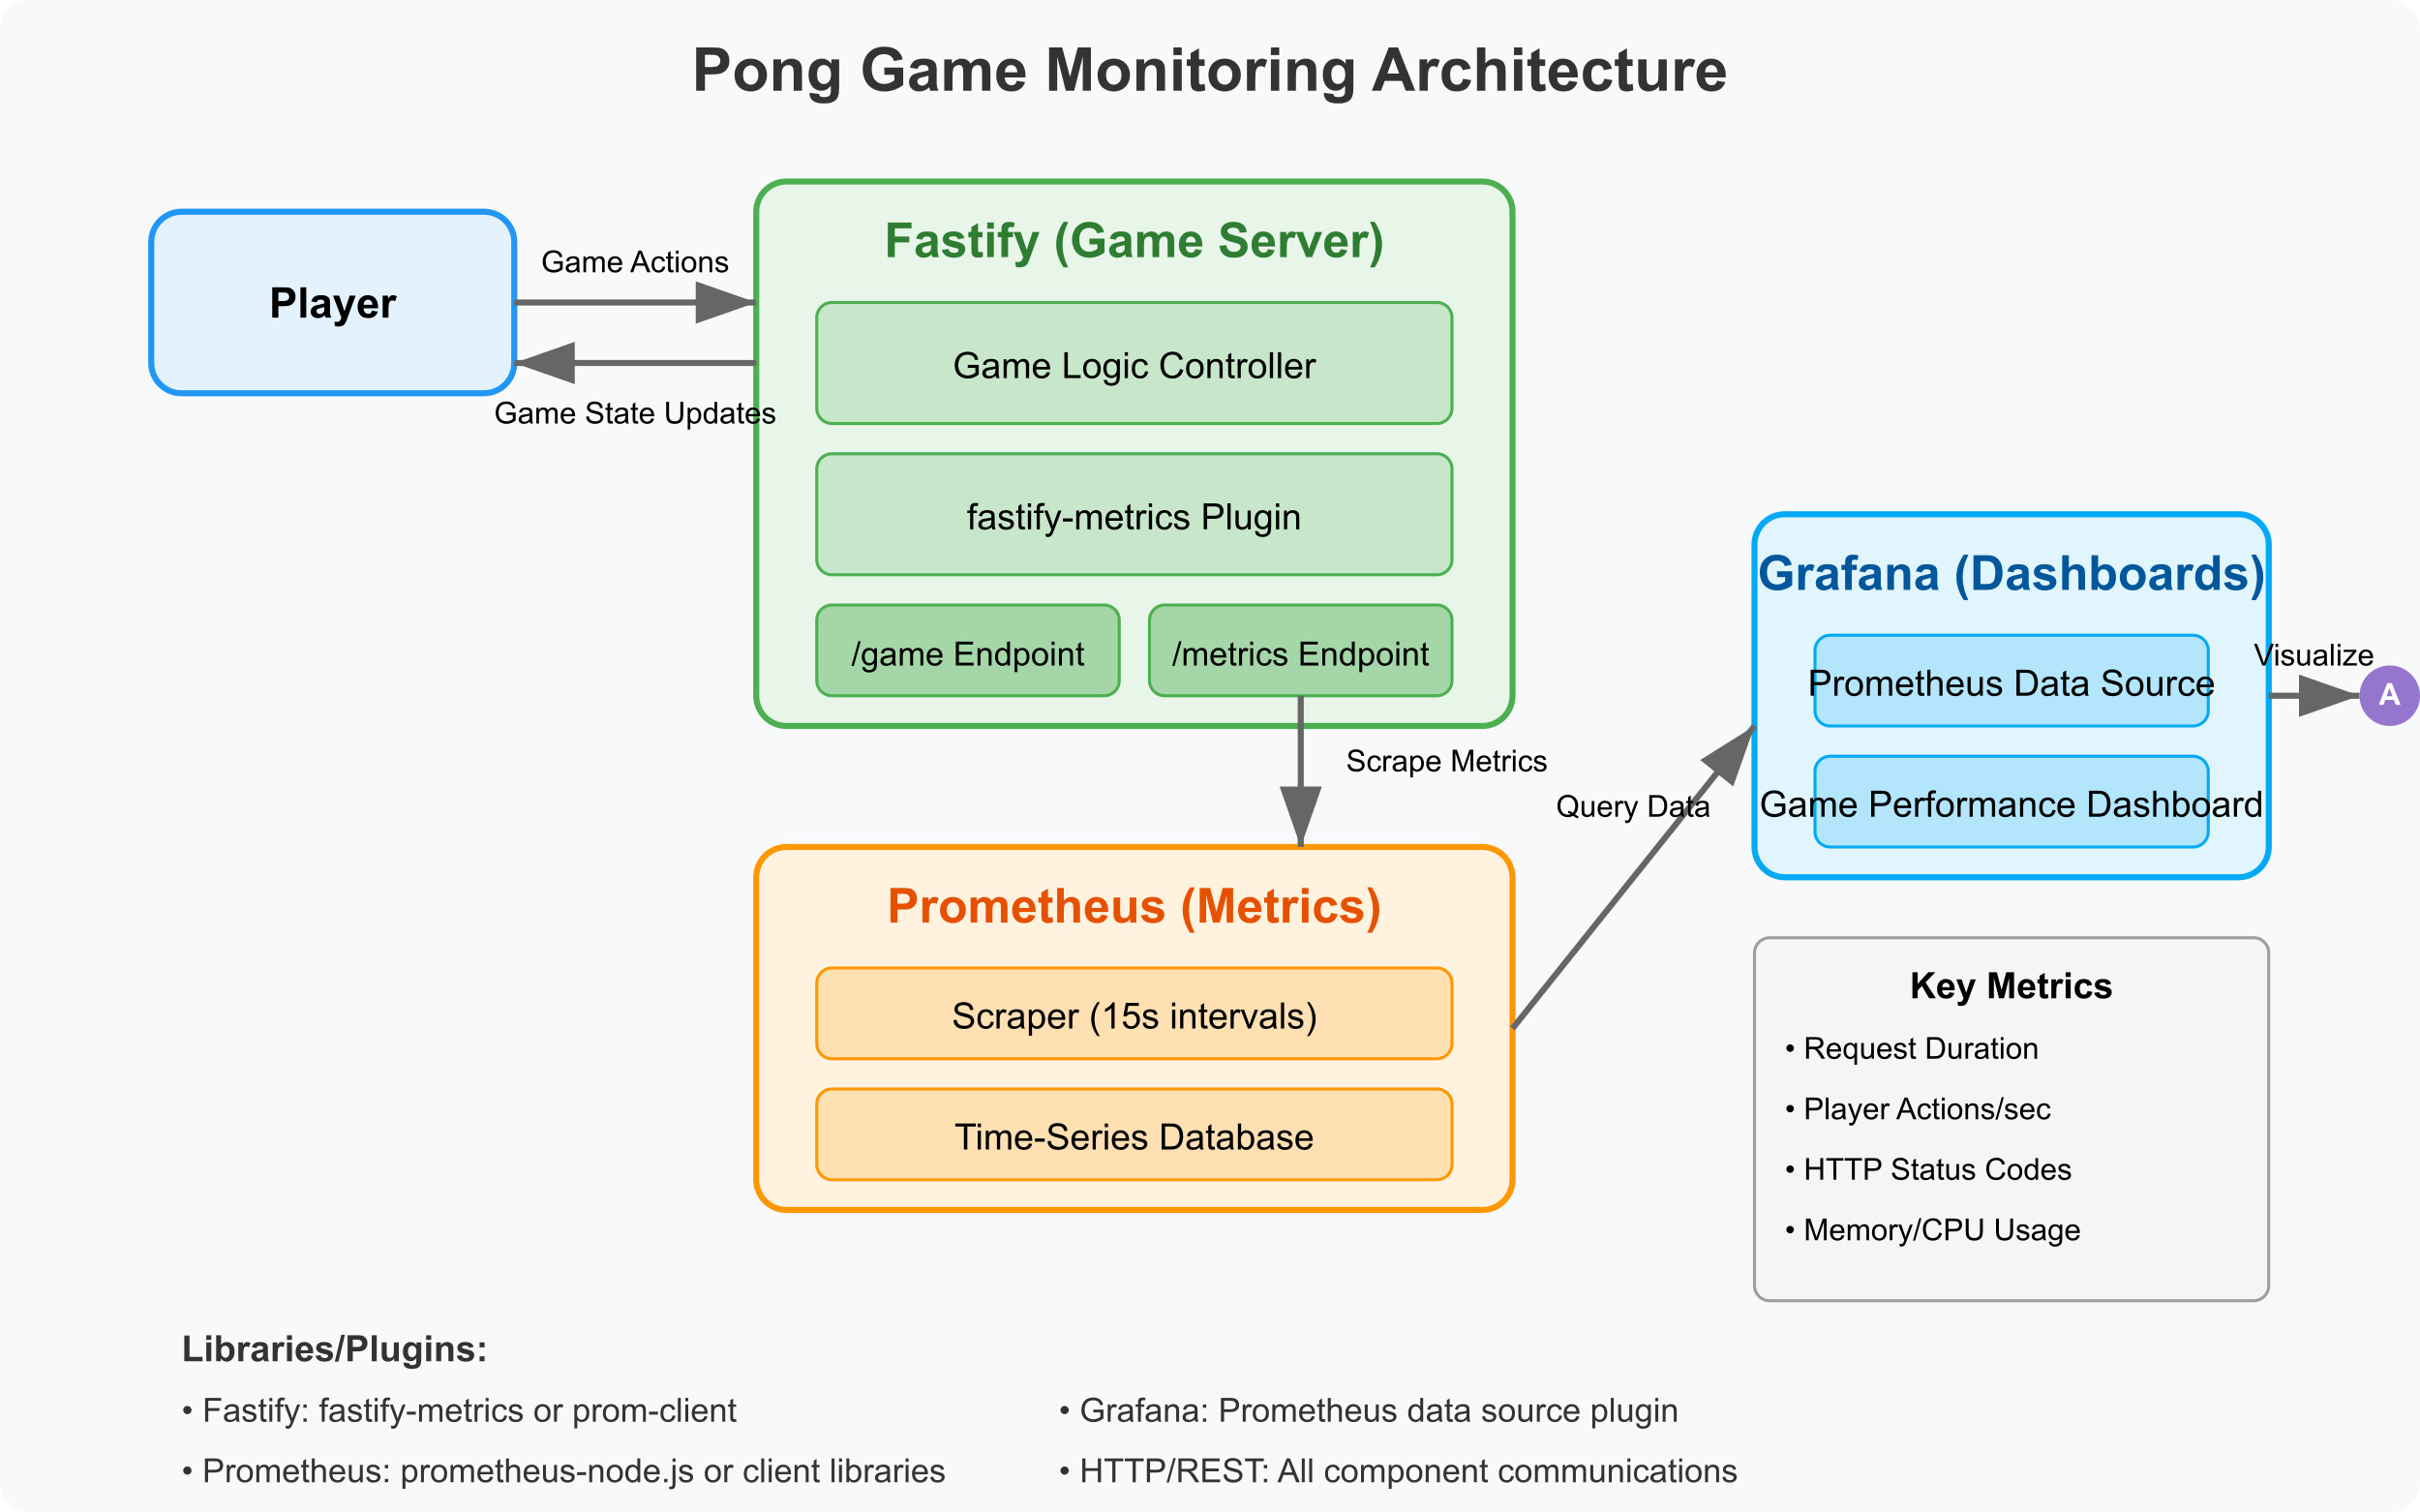 Pong Game Monitoring Architecture
Player
Game Actions
Game State Updates
Fastify (Game Server)
Game Logic Controller
fastify-metrics Plugin
/game Endpoint
/metrics Endpoint
Scrape Metrics
Prometheus (Metrics)
Scraper (15s intervals)
Time-Series Database
Query Data
Grafana (Dashboards)
Prometheus Data Source
Game Performance Dashboard
Visualize
A
Key Metrics
• Request Duration
• Player Actions/sec
• HTTP Status Codes
• Memory/CPU Usage
Libraries/Plugins:
• Fastify: fastify-metrics or prom-client
• Prometheus: prometheus-node.js or client libraries
• Grafana: Prometheus data source plugin
• HTTP/REST: All component communications